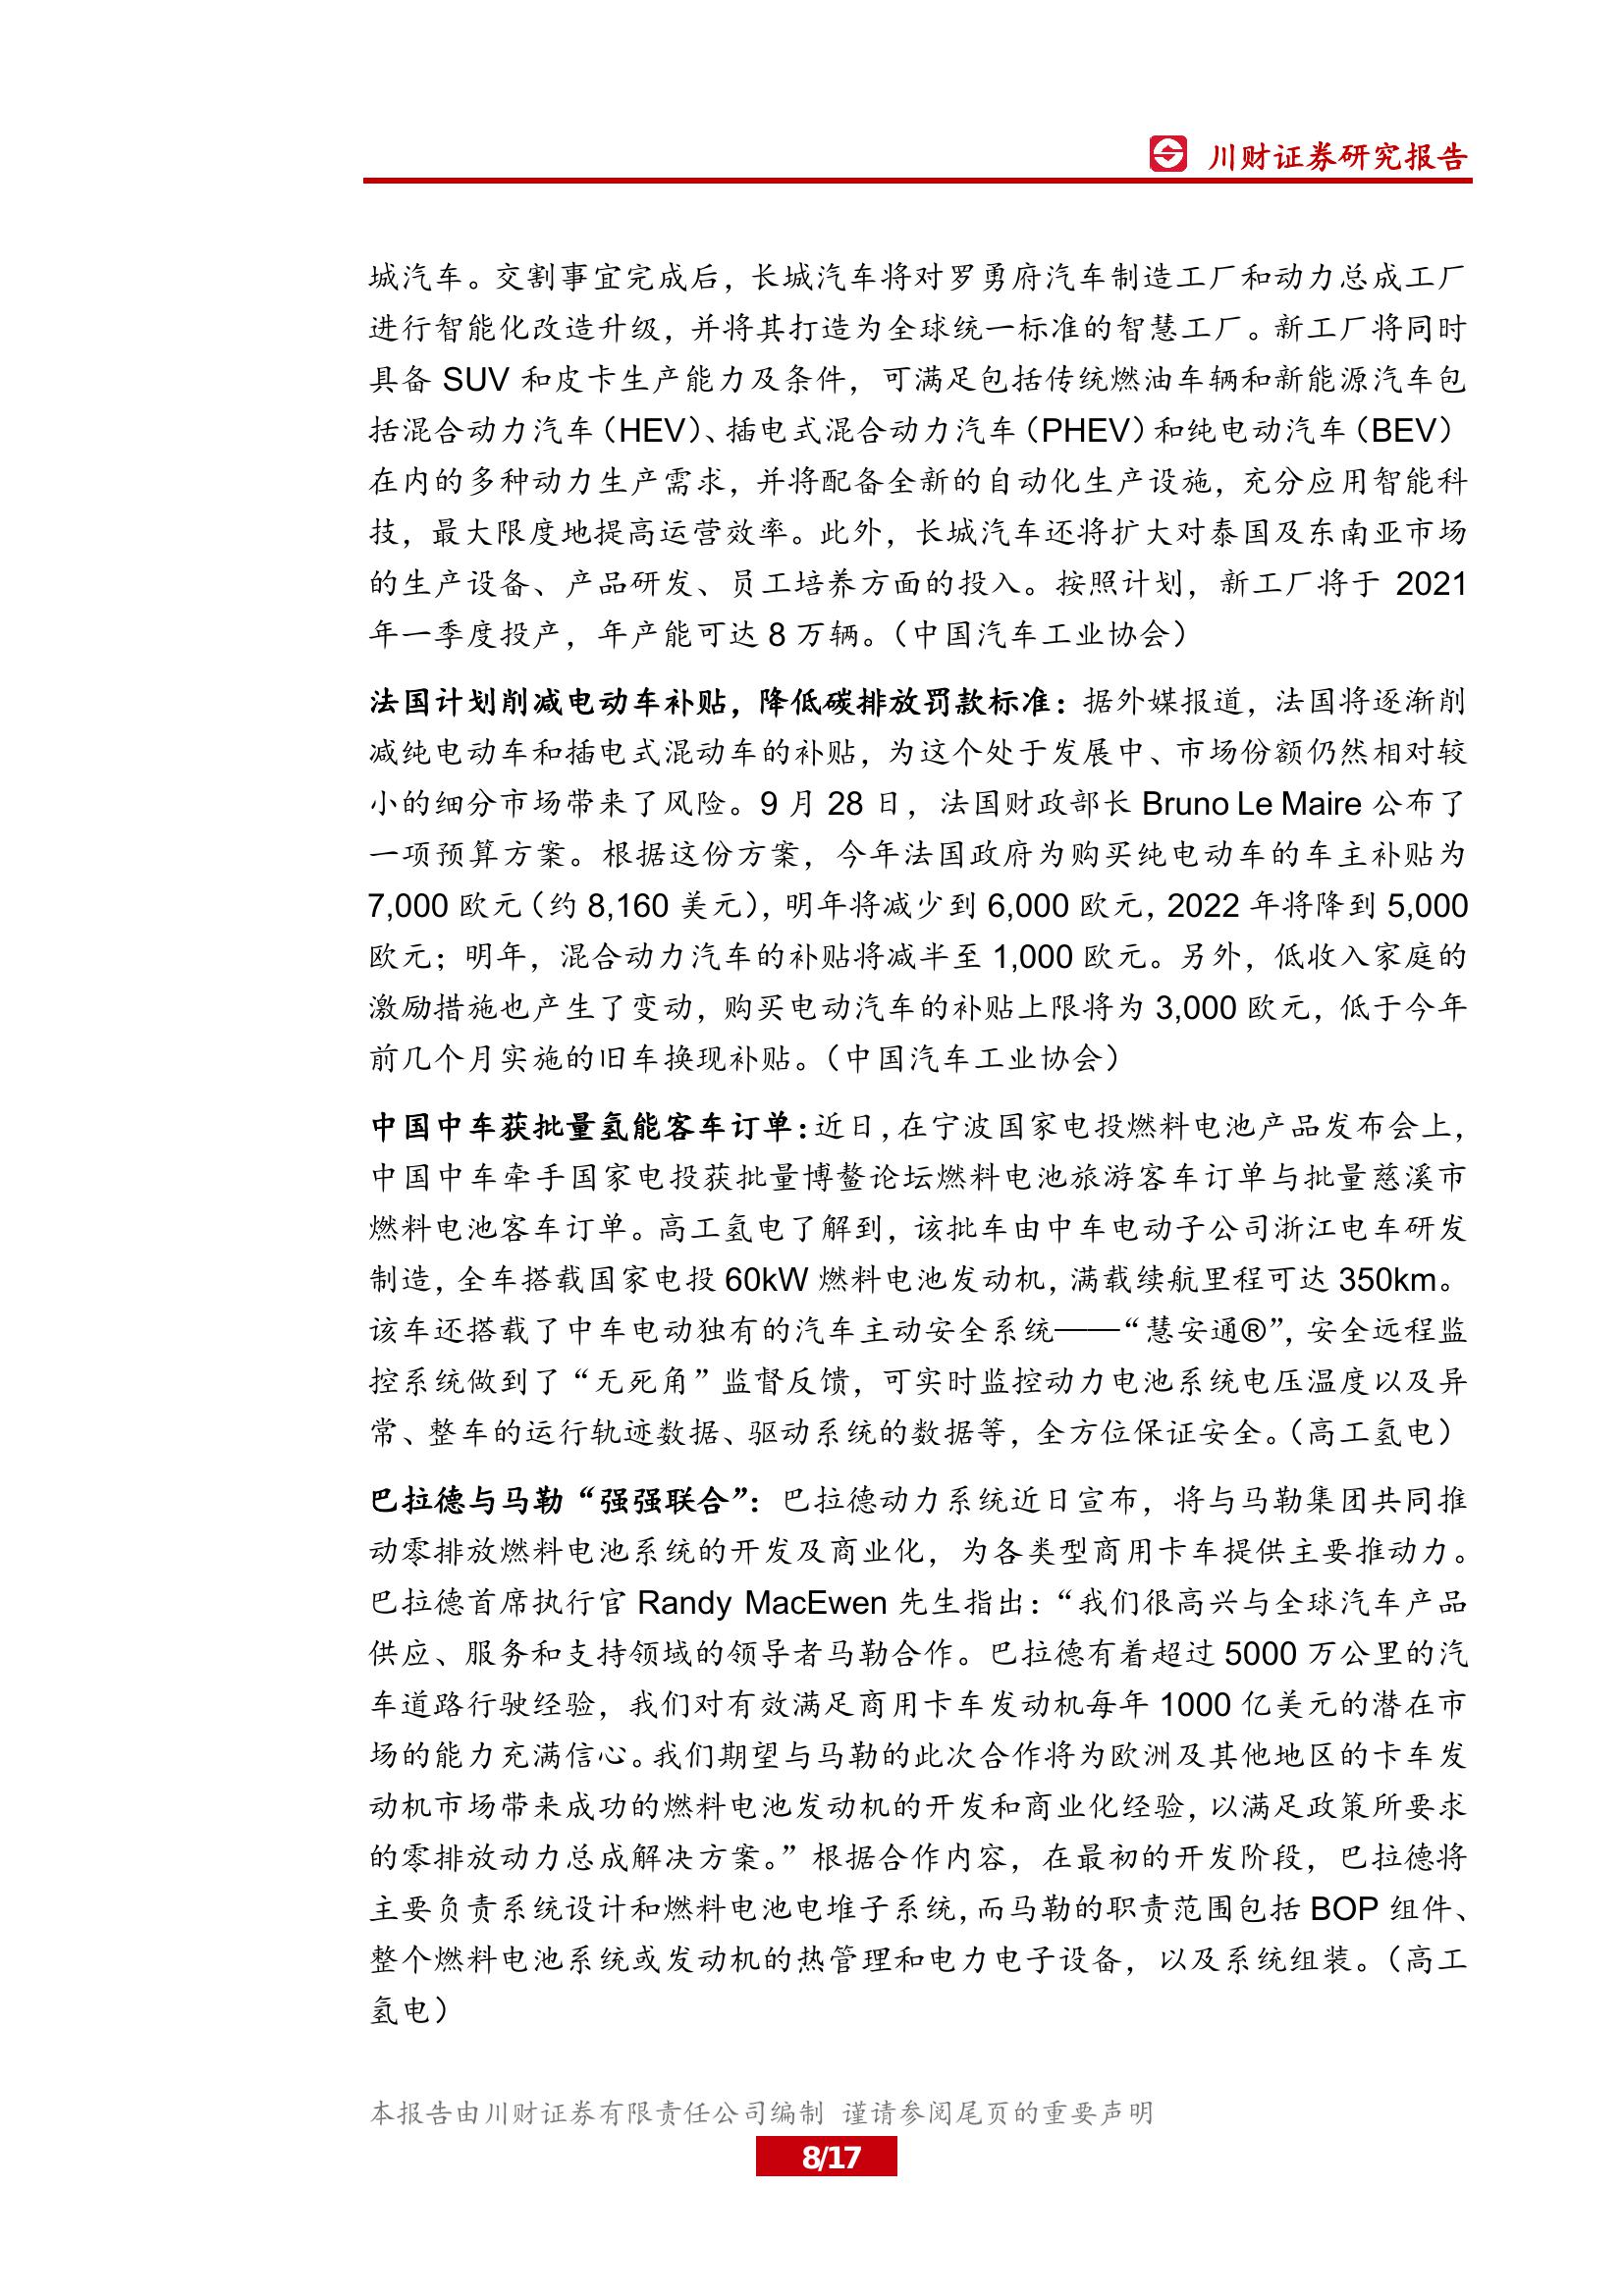 川财证券研究报告
城汽车。交割事宜完成后，长城汽车将对罗勇府汽车制造工厂和动力总成工厂
进行智能化改造升级，并将其打造为全球统一标准的智慧工厂。新工厂将同时
具备 SUV 和皮卡生产能力及条件，可满足包括传统燃油车辆和新能源汽车包
括混合动力汽车（HEV）、插电式混合动力汽车（PHEV）和纯电动汽车（BEV）
在内的多种动力生产需求，并将配备全新的自动化生产设施，充分应用智能科
技，最大限度地提高运营效率。此外，长城汽车还将扩大对泰国及东南亚市场
的生产设备、产品研发、员工培养方面的投入。按照计划，新工厂将于 2021
年一季度投产，年产能可达 8 万辆。（中国汽车工业协会）
法国计划削减电动车补贴，降低碳排放罚款标准：据外媒报道，法国将逐渐削
减纯电动车和插电式混动车的补贴，为这个处于发展中、市场份额仍然相对较
小的细分市场带来了风险。9 月 28 日，法国财政部长 Bruno Le Maire 公布了
一项预算方案。根据这份方案，今年法国政府为购买纯电动车的车主补贴为
7,000 欧元（约 8,160 美元），明年将减少到 6,000 欧元，2022 年将降到 5,000
欧元；明年，混合动力汽车的补贴将减半至 1,000 欧元。另外，低收入家庭的
激励措施也产生了变动，购买电动汽车的补贴上限将为 3,000 欧元，低于今年
前几个月实施的旧车换现补贴。（中国汽车工业协会）
中国中车获批量氢能客车订单：近日，在宁波国家电投燃料电池产品发布会上，
中国中车牵手国家电投获批量博鳌论坛燃料电池旅游客车订单与批量慈溪市
燃料电池客车订单。高工氢电了解到，该批车由中车电动子公司浙江电车研发
制造，全车搭载国家电投 60kW 燃料电池发动机，满载续航里程可达 350km。
该车还搭载了中车电动独有的汽车主动安全系统——“慧安通®”，安全远程监
控系统做到了“无死角”监督反馈，可实时监控动力电池系统电压温度以及异
常、整车的运行轨迹数据、驱动系统的数据等，全方位保证安全。（高工氢电）
巴拉德与马勒“强强联合”：巴拉德动力系统近日宣布，将与马勒集团共同推
动零排放燃料电池系统的开发及商业化，为各类型商用卡车提供主要推动力。
巴拉德首席执行官 Randy MacEwen 先生指出：“我们很高兴与全球汽车产品
供应、服务和支持领域的领导者马勒合作。巴拉德有着超过 5000 万公里的汽
车道路行驶经验，我们对有效满足商用卡车发动机每年 1000 亿美元的潜在市
场的能力充满信心。我们期望与马勒的此次合作将为欧洲及其他地区的卡车发
动机市场带来成功的燃料电池发动机的开发和商业化经验，以满足政策所要求
的零排放动力总成解决方案。”根据合作内容，在最初的开发阶段，巴拉德将
主要负责系统设计和燃料电池电堆子系统，而马勒的职责范围包括 BOP 组件、
整个燃料电池系统或发动机的热管理和电力电子设备，以及系统组装。（高工
氢电）
本报告由川财证券有限责任公司编制 谨请参阅尾页的重要声明
8/17